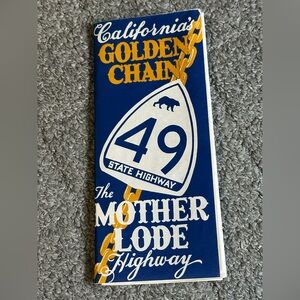 California's
GOLDEN
CHAIN
49
STATE HIGHWAY
The
MOTHER
LODE
Highway